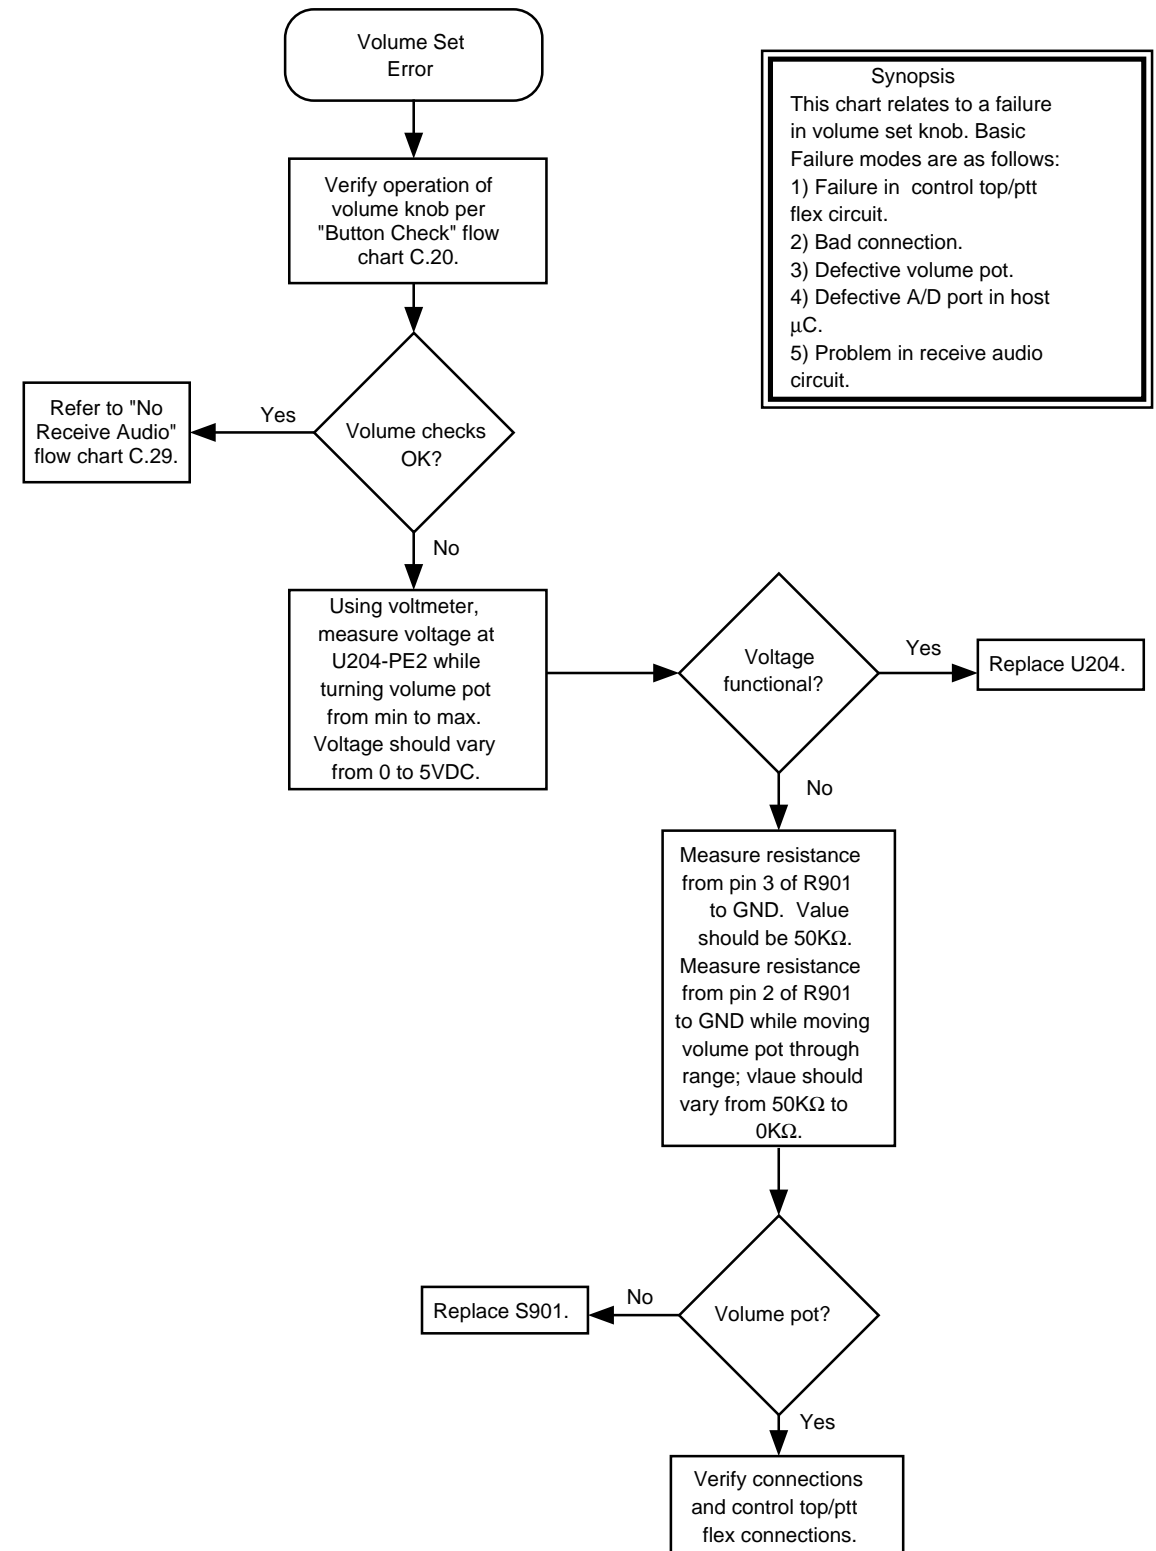 Volume Set
Error
Synopsis
This chart relates to a failure
in volume set knob. Basic
Failure modes are as follows:
1) Failure in  control top/ptt
flex circuit.
2) Bad connection.
3) Defective volume pot.
4) Defective A/D port in host
μC.
5) Problem in receive audio
circuit.
Verify operation of
volume knob per
"Button Check" flow
chart C.20.
Volume checks
OK?
Yes
Refer to "No
Receive Audio"
flow chart C.29.
No
Using voltmeter,
measure voltage at
U204-PE2 while
turning volume pot
from min to max.
Voltage should vary
from 0 to 5VDC.
Voltage
functional?
Yes
Replace U204.
No
Measure resistance
from pin 3 of R901
to GND.  Value
should be 50KΩ.
Measure resistance
from pin 2 of R901
to GND while moving
volume pot through
range; vlaue should
vary from 50KΩ to
0KΩ.
Volume pot?
No
Replace S901.
Yes
Verify connections
and control top/ptt
flex connections.